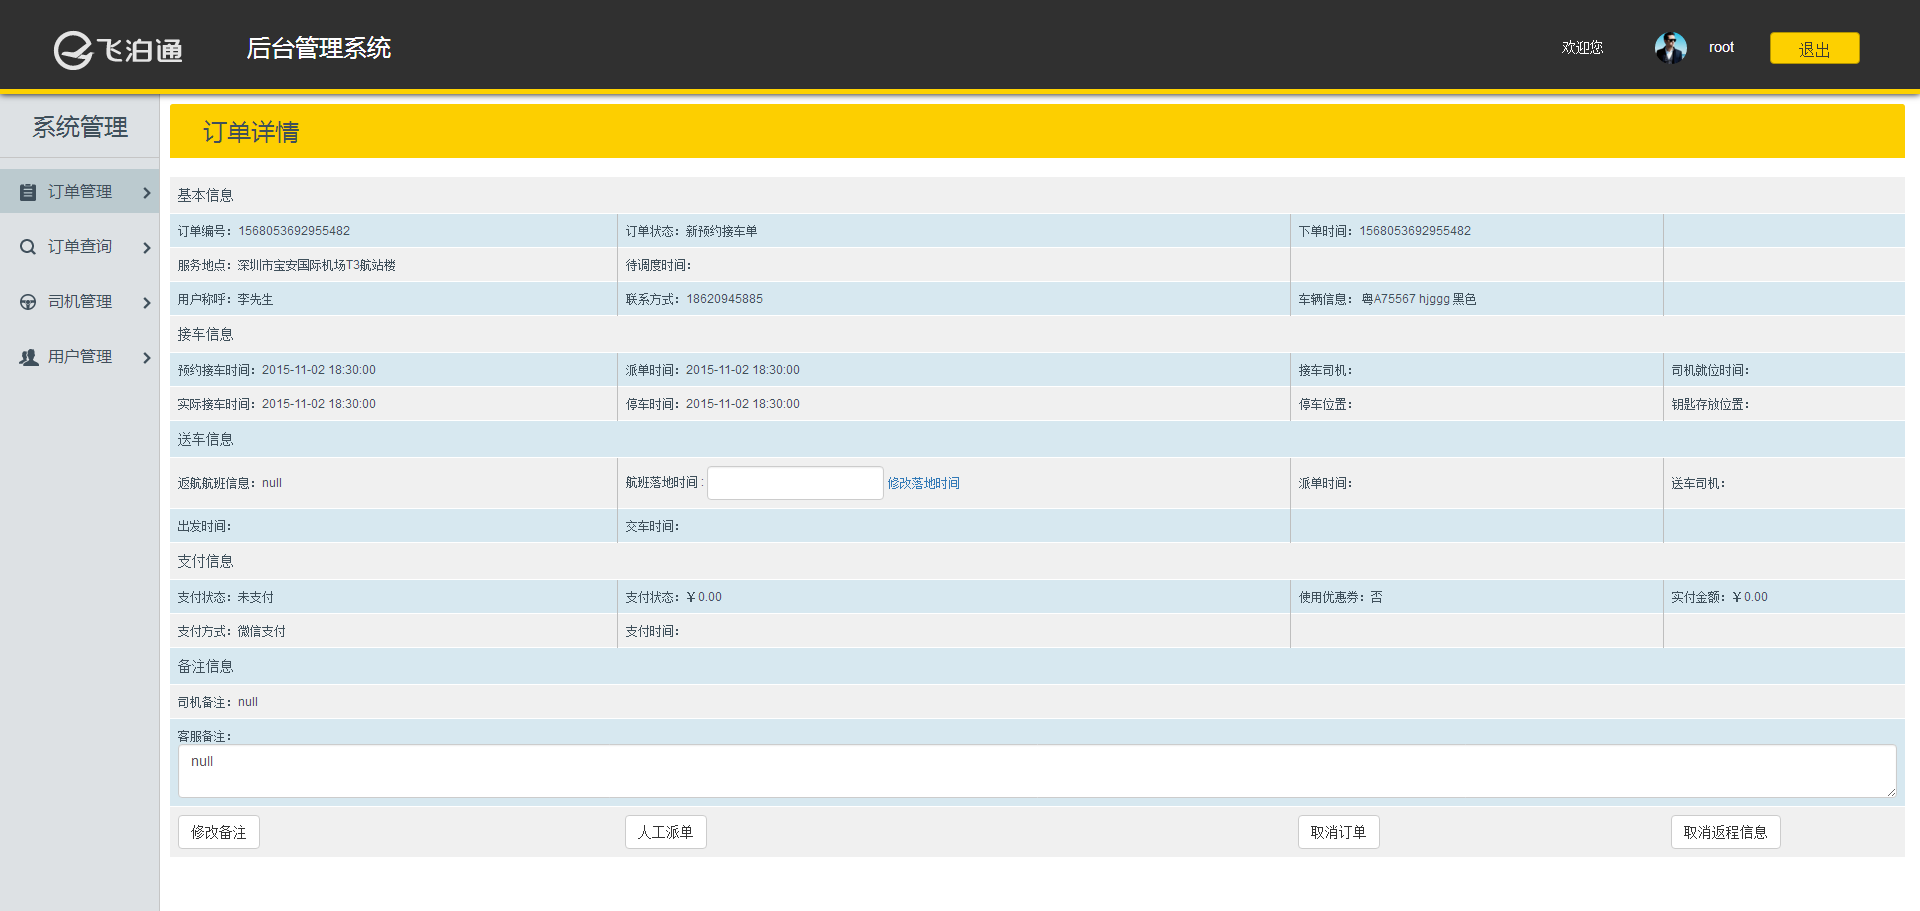 飞泊通
后台管理系统
欢迎您
root
退出
系统管理
订单管理
订单查询
司机管理
用户管理
订单详情
基本信息
订单编号：1568053692955482 订单状态：新预约接车单 下单时间：1568053692955482
服务地点：深圳市宝安国际机场T3航站楼 待调度时间：
用户称呼：李先生 联系方式：18620945885 车辆信息： 粤A75567 hjggg 黑色
接车信息
预约接车时间：2015-11-02 18:30:00 派单时间：2015-11-02 18:30:00 接车司机： 司机就位时间：
实际接车时间：2015-11-02 18:30:00 停车时间：2015-11-02 18:30:00 停车位置： 钥匙存放位置：
送车信息
返航航班信息：null 航班落地时间 : 修改落地时间 派单时间： 送车司机：
出发时间： 交车时间：
支付信息
支付状态：未支付 支付状态：￥0.00 使用优惠券：否 实付金额：￥0.00
支付方式：微信支付 支付时间：
备注信息
司机备注：null
客服备注：
null
修改备注 人工派单 取消订单 取消返程信息